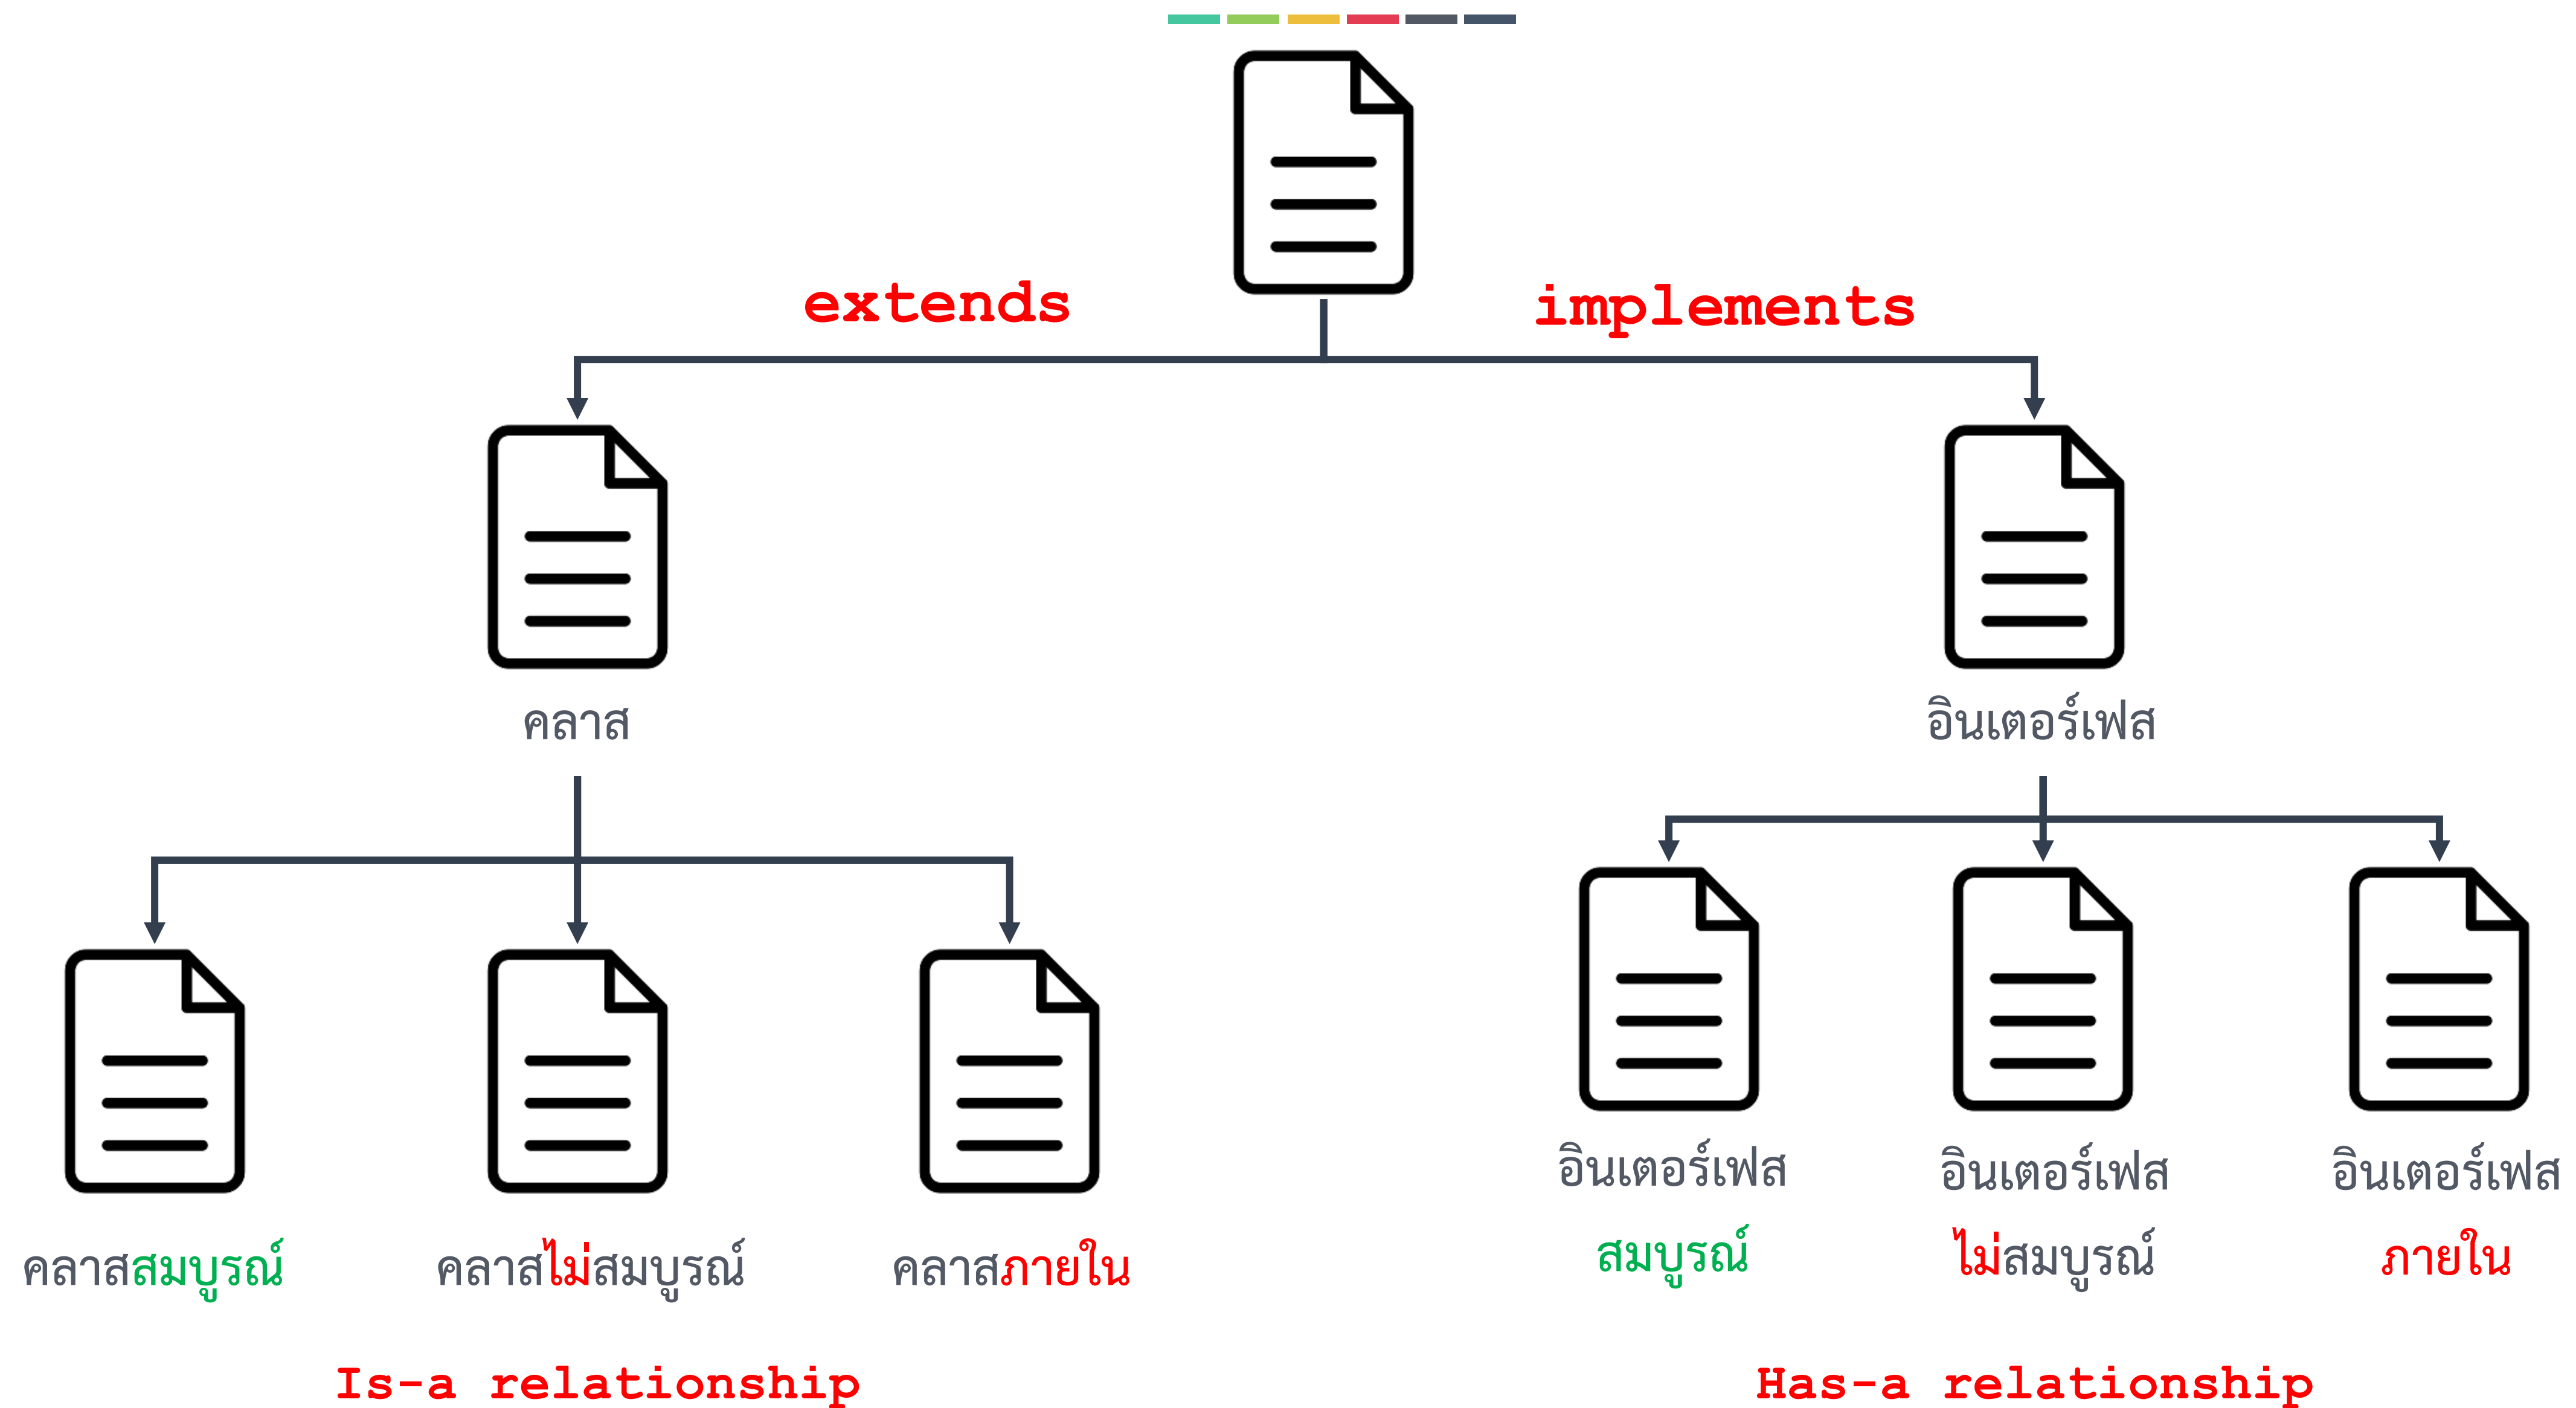 extends
implements
คลาส
อินเตอร์เฟส
คลาสสมบูรณ์
คลาสไม่สมบูรณ์
คลาสภายใน
อินเตอร์เฟส
สมบูรณ์
อินเตอร์เฟส
ไม่สมบูรณ์
อินเตอร์เฟส
ภายใน
Is-a relationship
Has-a relationship